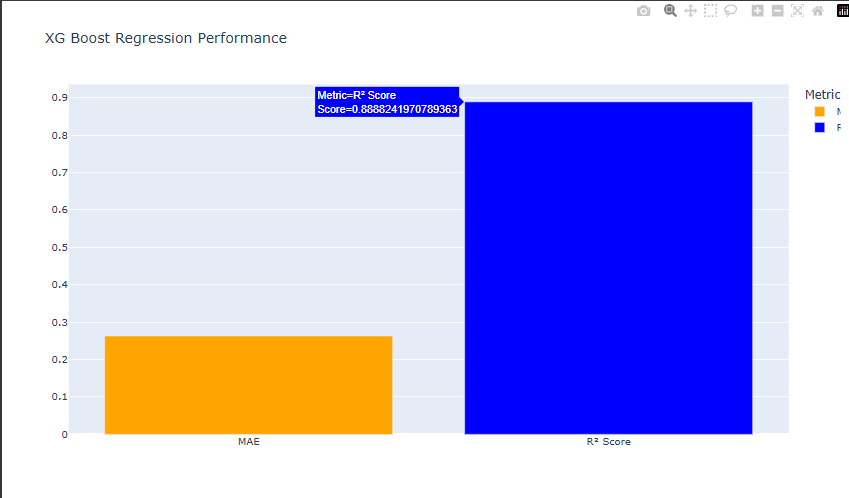 XG Boost Regression Performance
0.9
0.8
0.7
0.6
0.5
0.4
0.3
0.2
0.1
0
Metric=R² Score
Score=0.8888241970789363
MAE
R² Score
Metric